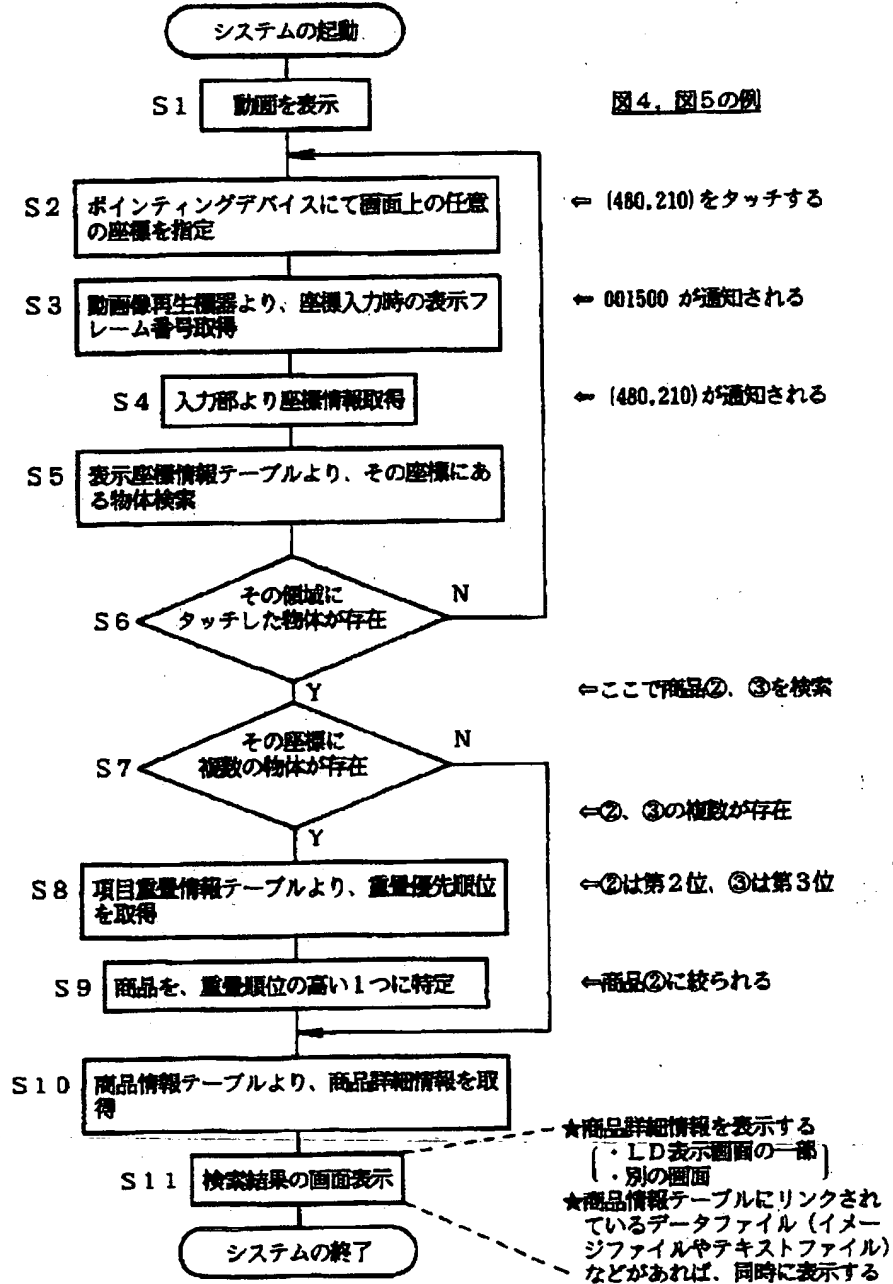 システムの起動
S1 動画を表示
図4，図5の例
S2 ポインティングデバイスにて画面上の任意
の座標を指定
⇐ (480.210)をタッチする
S3 動画像再生機器より、座標入力時の表示フ
レーム番号取得
⇐ 001500 が通知される
S4 入力部より座標情報取得
⇐ (480.210)が通知される
S5 表示座標情報テーブルより、その座標にあ
る物体検索
S6 その領域に
タッチした物体が存在
N
Y
⇐ここで商品②、③を検索
S7 その座標に
複数の物体が存在
N
⇐②、③の複数が存在
Y
S8 項目重畳情報テーブルより、重畳優先順位
を取得
⇐②は第2位、③は第3位
S9 商品を、重畳順位の高い1つに特定
⇐商品②に絞られる
S10 商品情報テーブルより、商品詳細情報を取
得
S11 検索結果の画面表示
★商品詳細情報を表示する
・LD表示画面の一部
・別の画面
★商品情報テーブルにリンクされ
ているデータファイル（イメー
ジファイルやテキストファイル）
などがあれば、同時に表示する
システムの終了